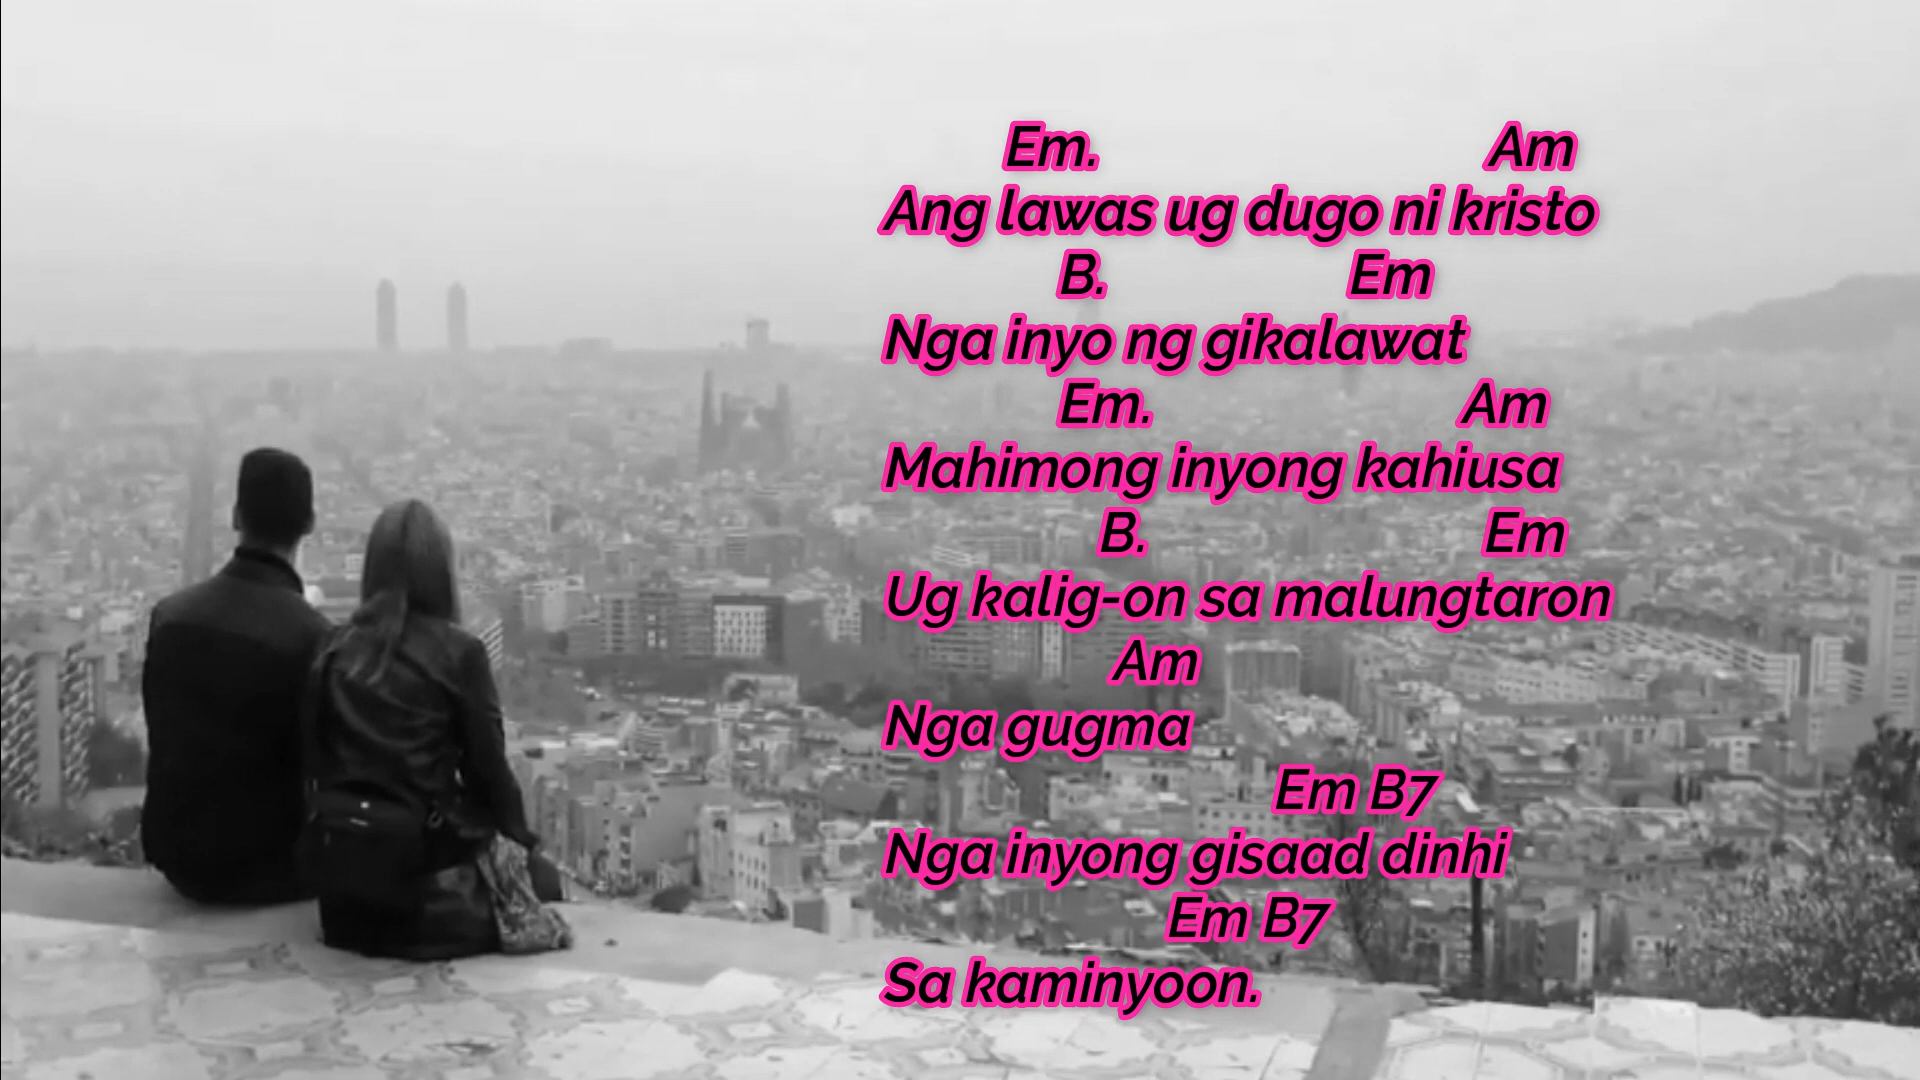 Em. Am
Ang lawas ug dugo ni kristo
B. Em
Nga inyo ng gikalawat
Em. Am
Mahimong inyong kahiusa
B. Em
Ug kalig-on sa malungtaron
Am
Nga gugma
Em B7
Nga inyong gisaad dinhi
Em B7
Sa kaminyoon.